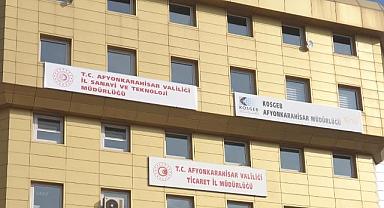 T.C. AFYONKARAHİSAR VALİLİĞİ
İL SANAYİ VE TEKNOLOJİ
MÜDÜRLÜĞÜ
KOSGEB
KOSGEB
AFYONKARAHİSAR MÜDÜRLÜĞÜ
T.C. AFYONKARAHİSAR VALİLİĞİ
TİCARET İL MÜDÜRLÜĞÜ